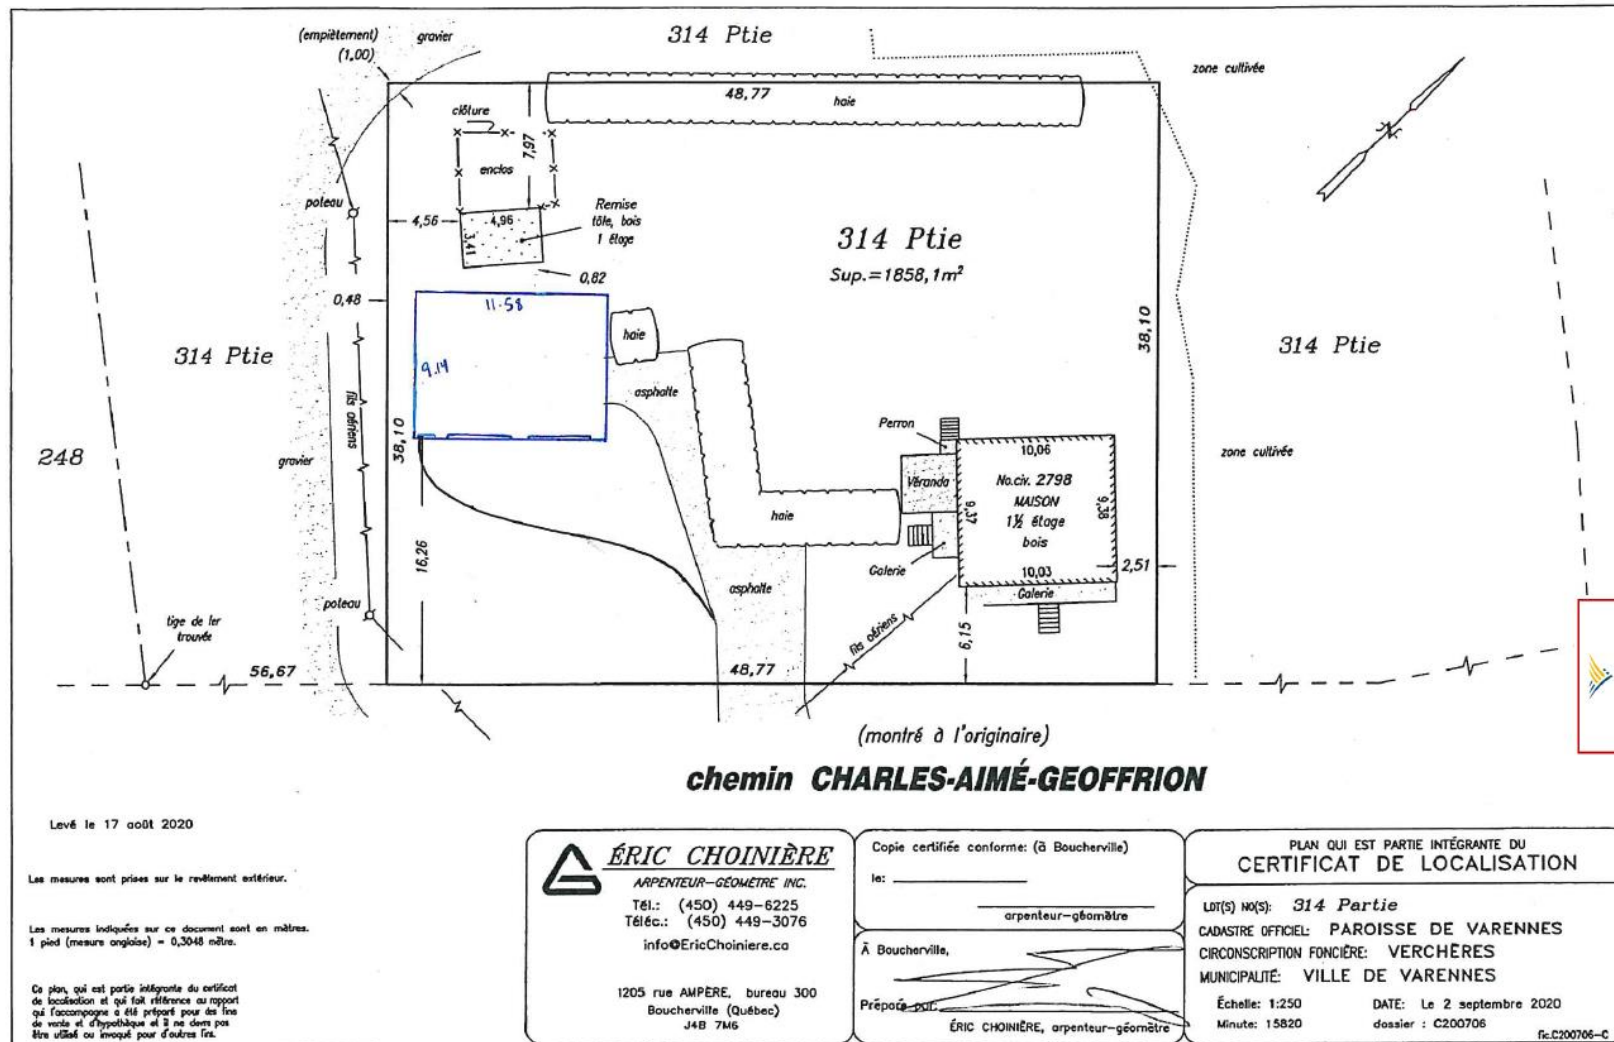 (empiètement)
(1,00)
gravier
314 Ptie
zone cultivée
48,77
haie
clôture
7,97
enclos
poteau
4,56
4,96
3,41
Remise
tôle, bois
1 étage
314 Ptie
Sup.=1858,1m²
0,82
0,48
11.58
38,10
haie
314 Ptie
314 Ptie
9.14
asphalte
fils aériens
38,10
Perron
10,06
248
gravier
zone cultivée
Véranda
No.civ. 2798
MAISON
1½ étage
bois
9,37
9,38
haie
16,26
Galerie
10,03
2,51
asphalte
Galerie
poteau
tige de fer
trouvée
fils aériens
6,15
56,67
48,77
(montré à l'originaire)
chemin CHARLES-AIMÉ-GEOFFRION
Levé le 17 août 2020
Les mesures sont prises sur le revêtement extérieur.
Les mesures indiquées sur ce document sont en mètres.
1 pied (mesure anglaise) = 0,3048 mètre.
Ce plan, qui est partie intégrante du certificat
de localisation et qui fait référence au rapport
qui l'accompagne a été préparé pour des fins
de vente et d'hypothèque et il ne devra pas
être utilisé ou invoqué pour d'autres fins.
ÉRIC CHOINIÈRE
ARPENTEUR-GÉOMÈTRE INC.
Tél.: (450) 449-6225
Téléc.: (450) 449-3076
info@EricChoiniere.ca
1205 rue AMPÈRE, bureau 300
Boucherville (Québec)
J4B 7M6
Copie certifiée conforme: (à Boucherville)
le:
arpenteur-géomètre
À Boucherville,
Préparé par:
ÉRIC CHOINIÈRE, arpenteur-géomètre
PLAN QUI EST PARTIE INTÉGRANTE DU
CERTIFICAT DE LOCALISATION
LOT(S) NO(S): 314 Partie
CADASTRE OFFICIEL: PAROISSE DE VARENNES
CIRCONSCRIPTION FONCIÈRE: VERCHÈRES
MUNICIPALITÉ: VILLE DE VARENNES
Échelle: 1:250 DATE: Le 2 septembre 2020
Minute: 15820 dossier : C200706
fic.C200706-C